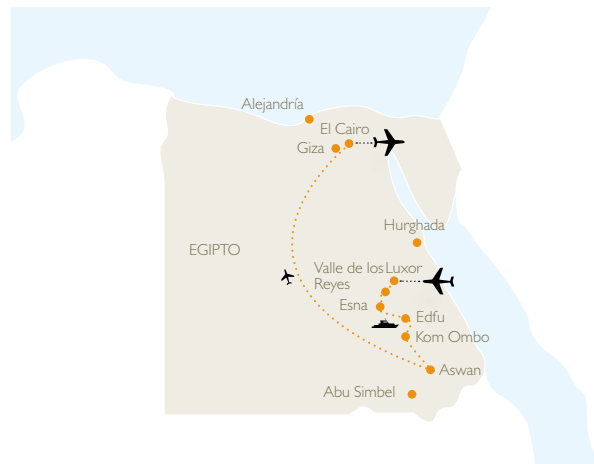 Alejandría
El Cairo
Giza
Hurghada
EGIPTO
Valle de los Luxor
Reyes
Esna
Edfu
Kom Ombo
Aswan
Abu Simbel